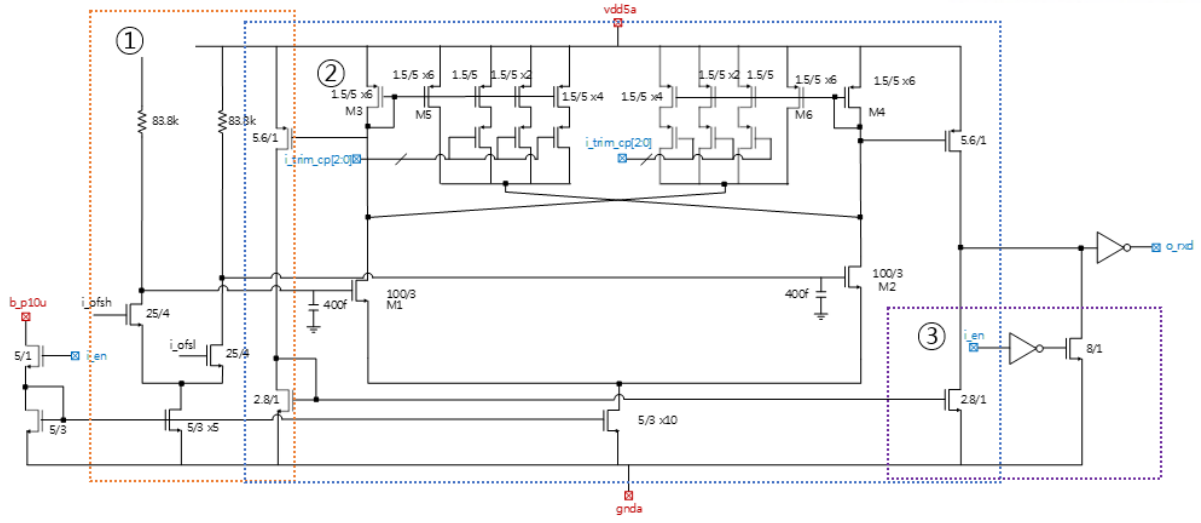 vdd5a
①
②
1.5/5 x6
M3
1.5/5 x6
M5
1.5/5
1.5/5 x2
1.5/5 x4
1.5/5 x4
1.5/5 x2
1.5/5
1.5/5 x6
M6
1.5/5 x6
M4
83.8k
83.8k
5.6/1
i_trim_cp[2:0]
i_trim_cp[2:0]
5.6/1
o_rxd
100/3
M1
400f
400f
100/3
M2
b_p10u
i_ofsh
25/4
i_ofsl
25/4
5/1
i_en
③
i_en
8/1
2.8/1
2.8/1
5/3
5/3 x5
5/3 x10
gnda